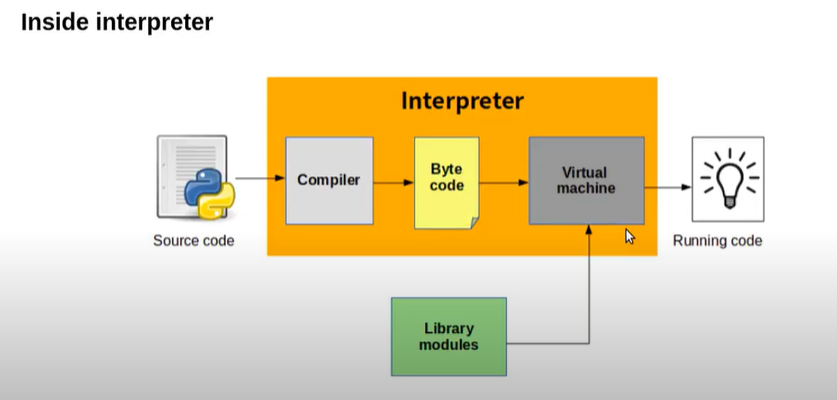 Inside interpreter
Interpreter
Source code
Compiler
Byte
code
Virtual
machine
Running code
Library
modules